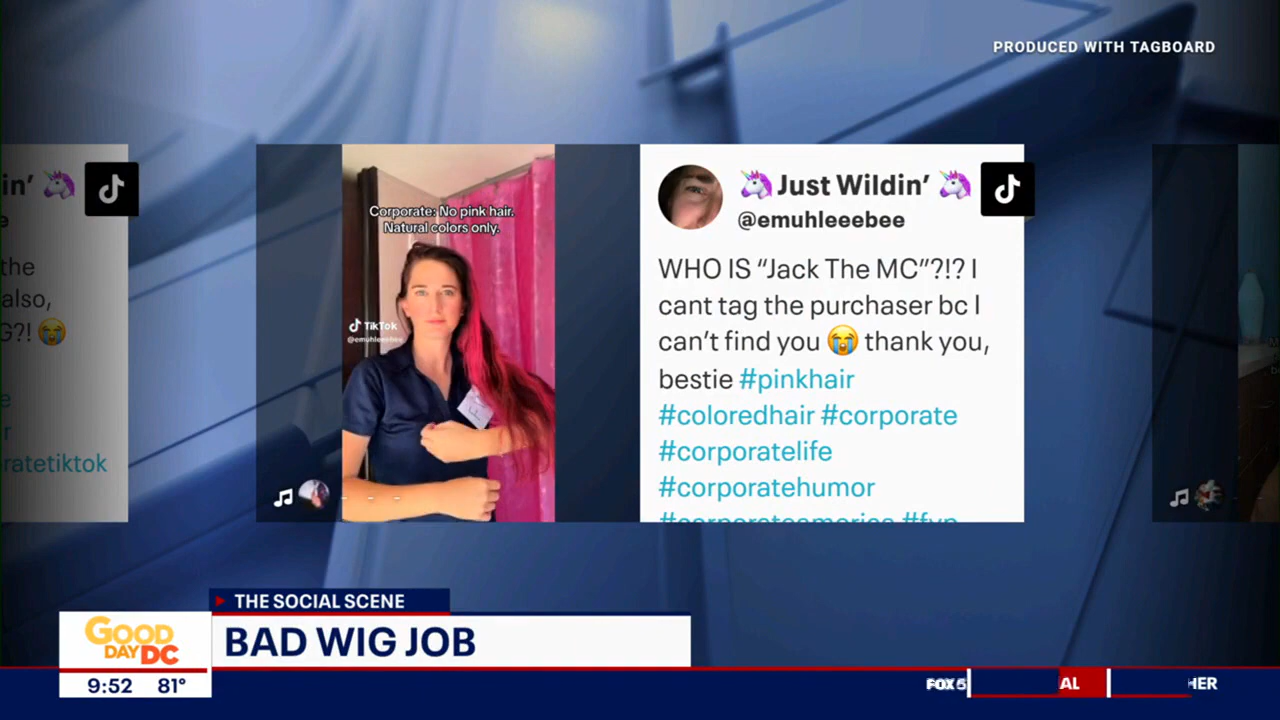 PRODUCED WITH TAGBOARD
in'
the
also,
G?!
ratetiktok
Corporate: No pink hair.
Natural colors only.
TikTok
@emuhleeebee
Just Wildin'
@emuhleeebee
WHO IS "Jack The MC"?!? I
cant tag the purchaser bc I
can't find you 😭 thank you,
bestie #pinkhair
#coloredhair #corporate
#corporatelife
#corporatehumor
THE SOCIAL SCENE
BAD WIG JOB
GOOD
DAY DC
9:52 81°
FOX 5
AL
HER